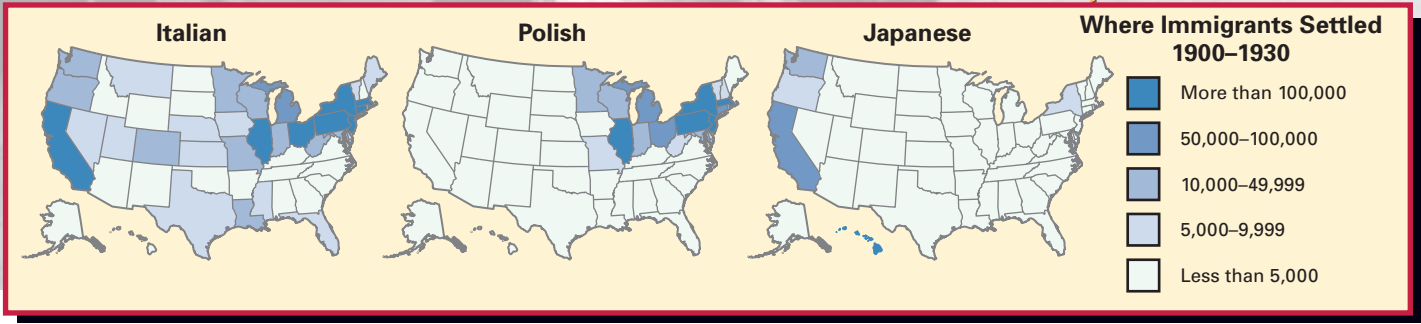 Italian
Polish
Japanese
Where Immigrants Settled
1900–1930
More than 100,000
50,000–100,000
10,000–49,999
5,000–9,999
Less than 5,000